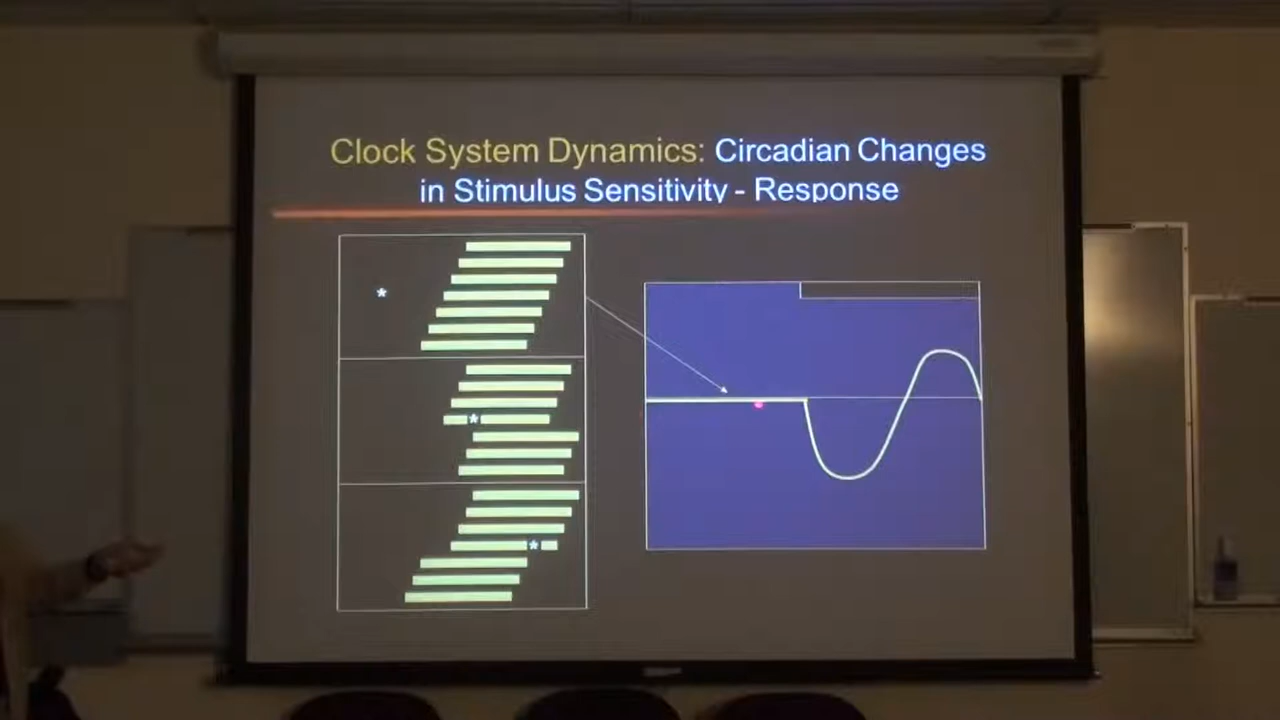 Clock System Dynamics: Circadian Changes
in Stimulus Sensitivity - Response
*
*
*